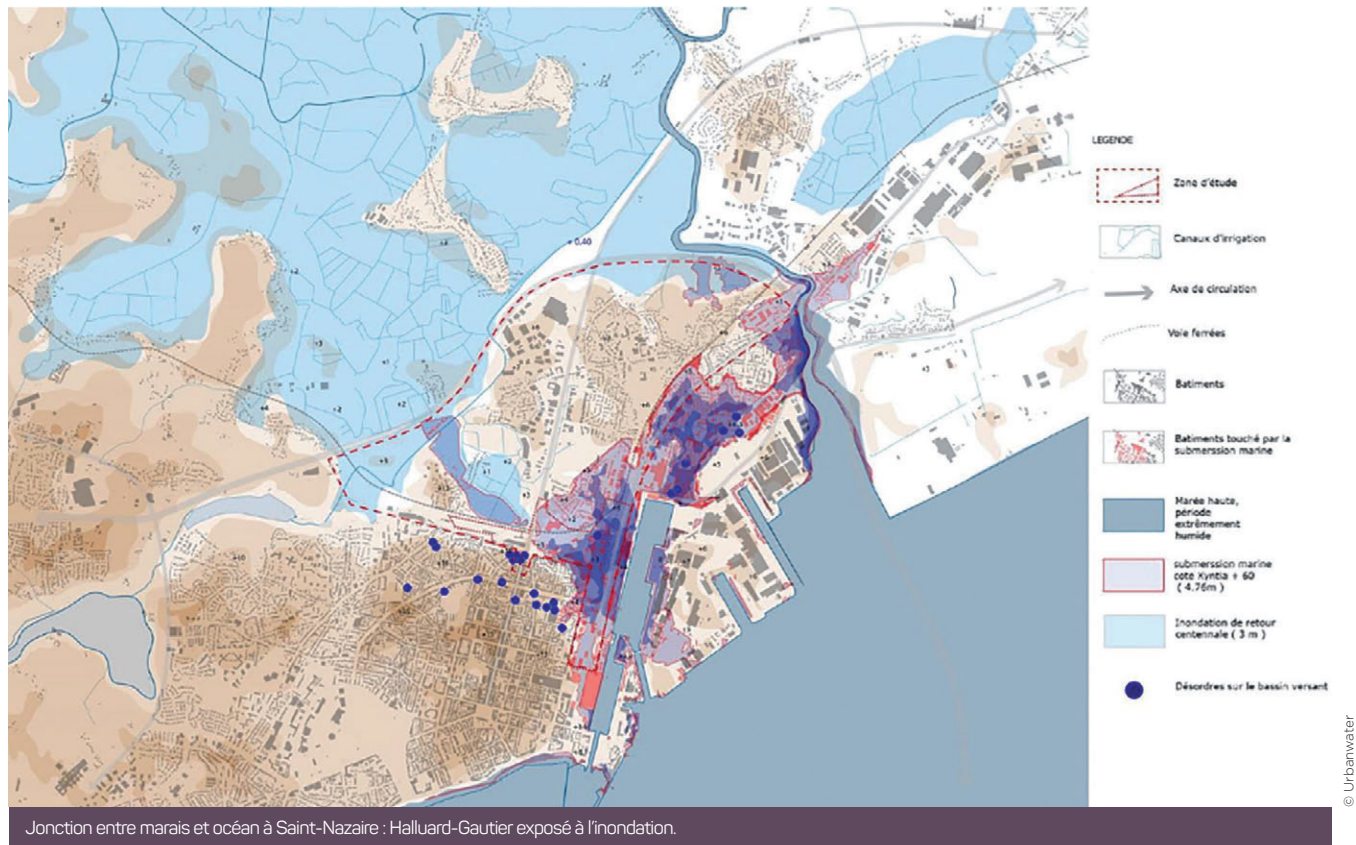 LEGENDE
Zone d'étude
Canaux d'irrigation
Axe de circulation
Voie ferrées
Batiments
Batiments touché par la
submerssion marine
Marée haute,
période
extrêmement
humide
submerssion marine
cote Kyntia + 60
( 4.76m )
Inondation de retour
centennale ( 3 m )
Désordres sur le bassin versant
+ 0.40
© Urbanwater
Jonction entre marais et océan à Saint-Nazaire : Halluard-Gautier exposé à l'inondation.